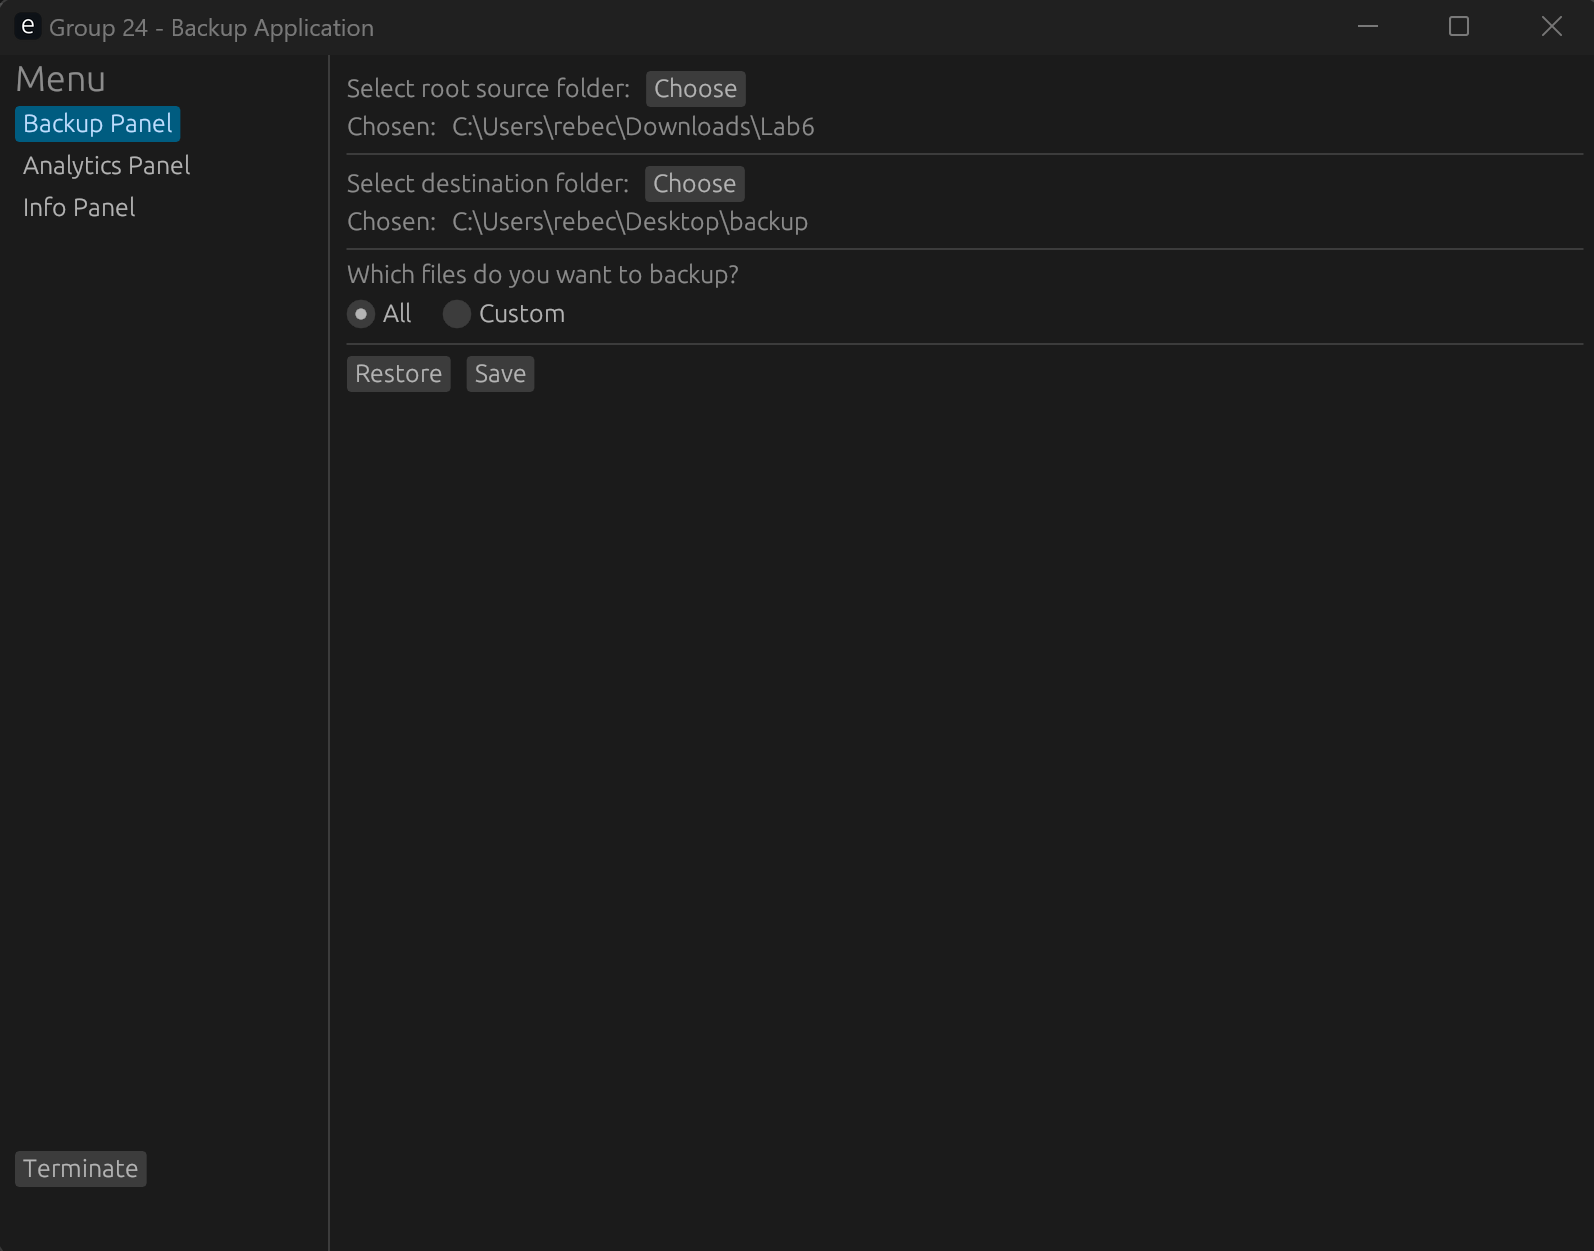 e Group 24 - Backup Application
Menu
Backup Panel
Analytics Panel
Info Panel
Select root source folder: Choose
Chosen: C:\Users\rebec\Downloads\Lab6
Select destination folder: Choose
Chosen: C:\Users\rebec\Desktop\backup
Which files do you want to backup?
All Custom
Restore Save
Terminate